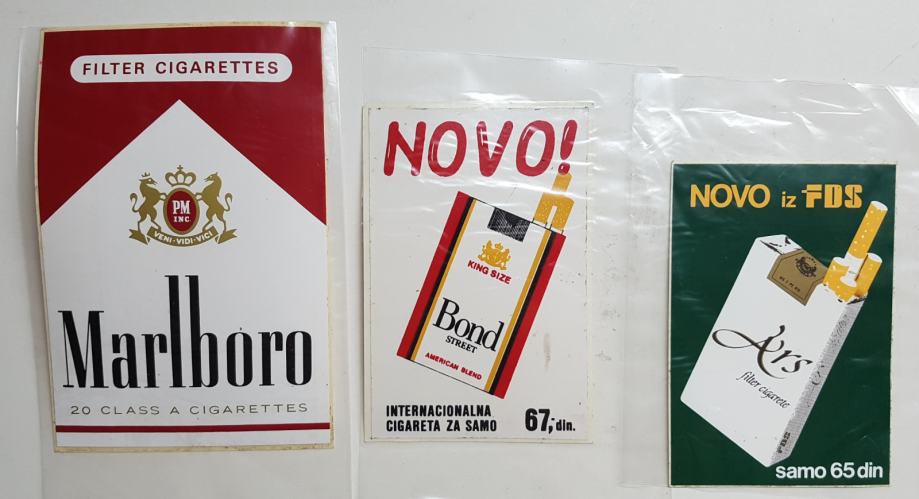 FILTER CIGARETTES
PM
INC.
VENI·VIDI·VICI
Marlboro
20 CLASS A CIGARETTES
NOVO!
KING SIZE
Bond
STREET
AMERICAN BLEND
INTERNACIONALNA
CIGARETA ZA SAMO 67,- din.
NOVO iz FDS
Ars
filter cigarete
FDS
samo 65 din